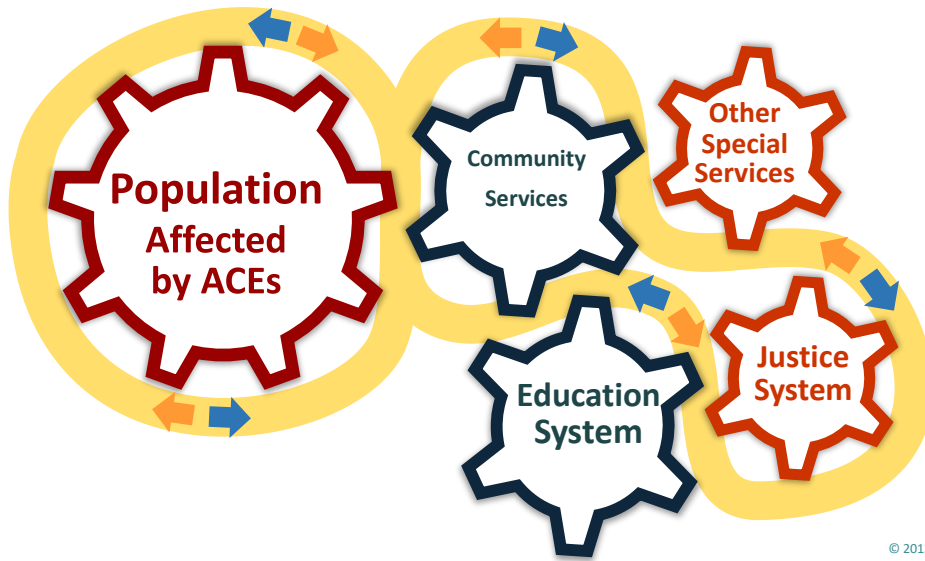 Population
Affected
by ACEs
Community
Services
Other
Special
Services
Education
System
Justice
System
© 201